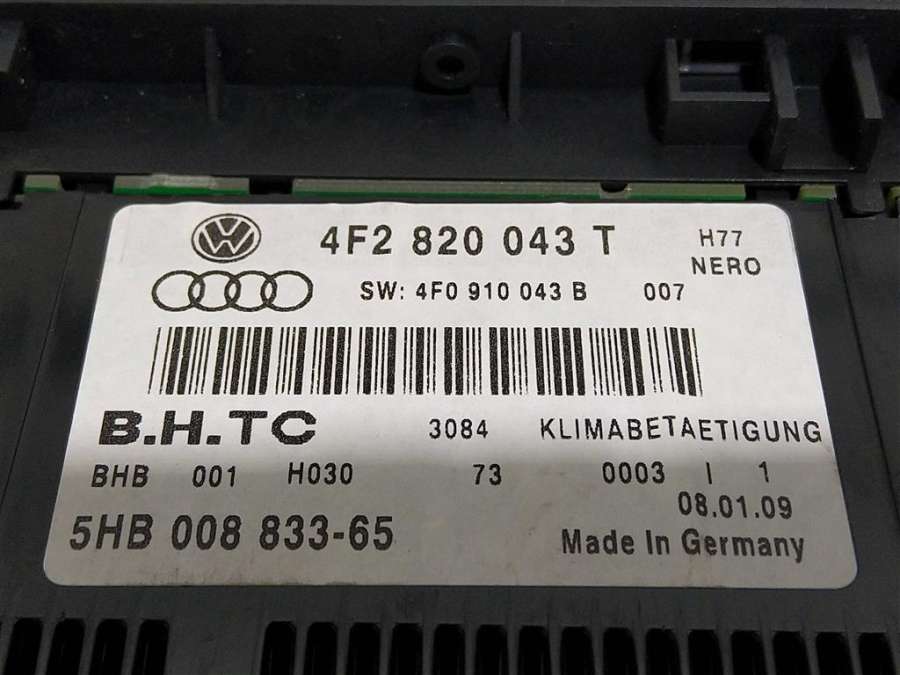 VW
4F2 820 043 T
H77
NERO
SW: 4F0 910 043 B 007
B.H.TC 3084 KLIMABETAETIGUNG
BHB 001 H030 73 0003 | 1
08.01.09
5HB 008 833-65
Made In Germany